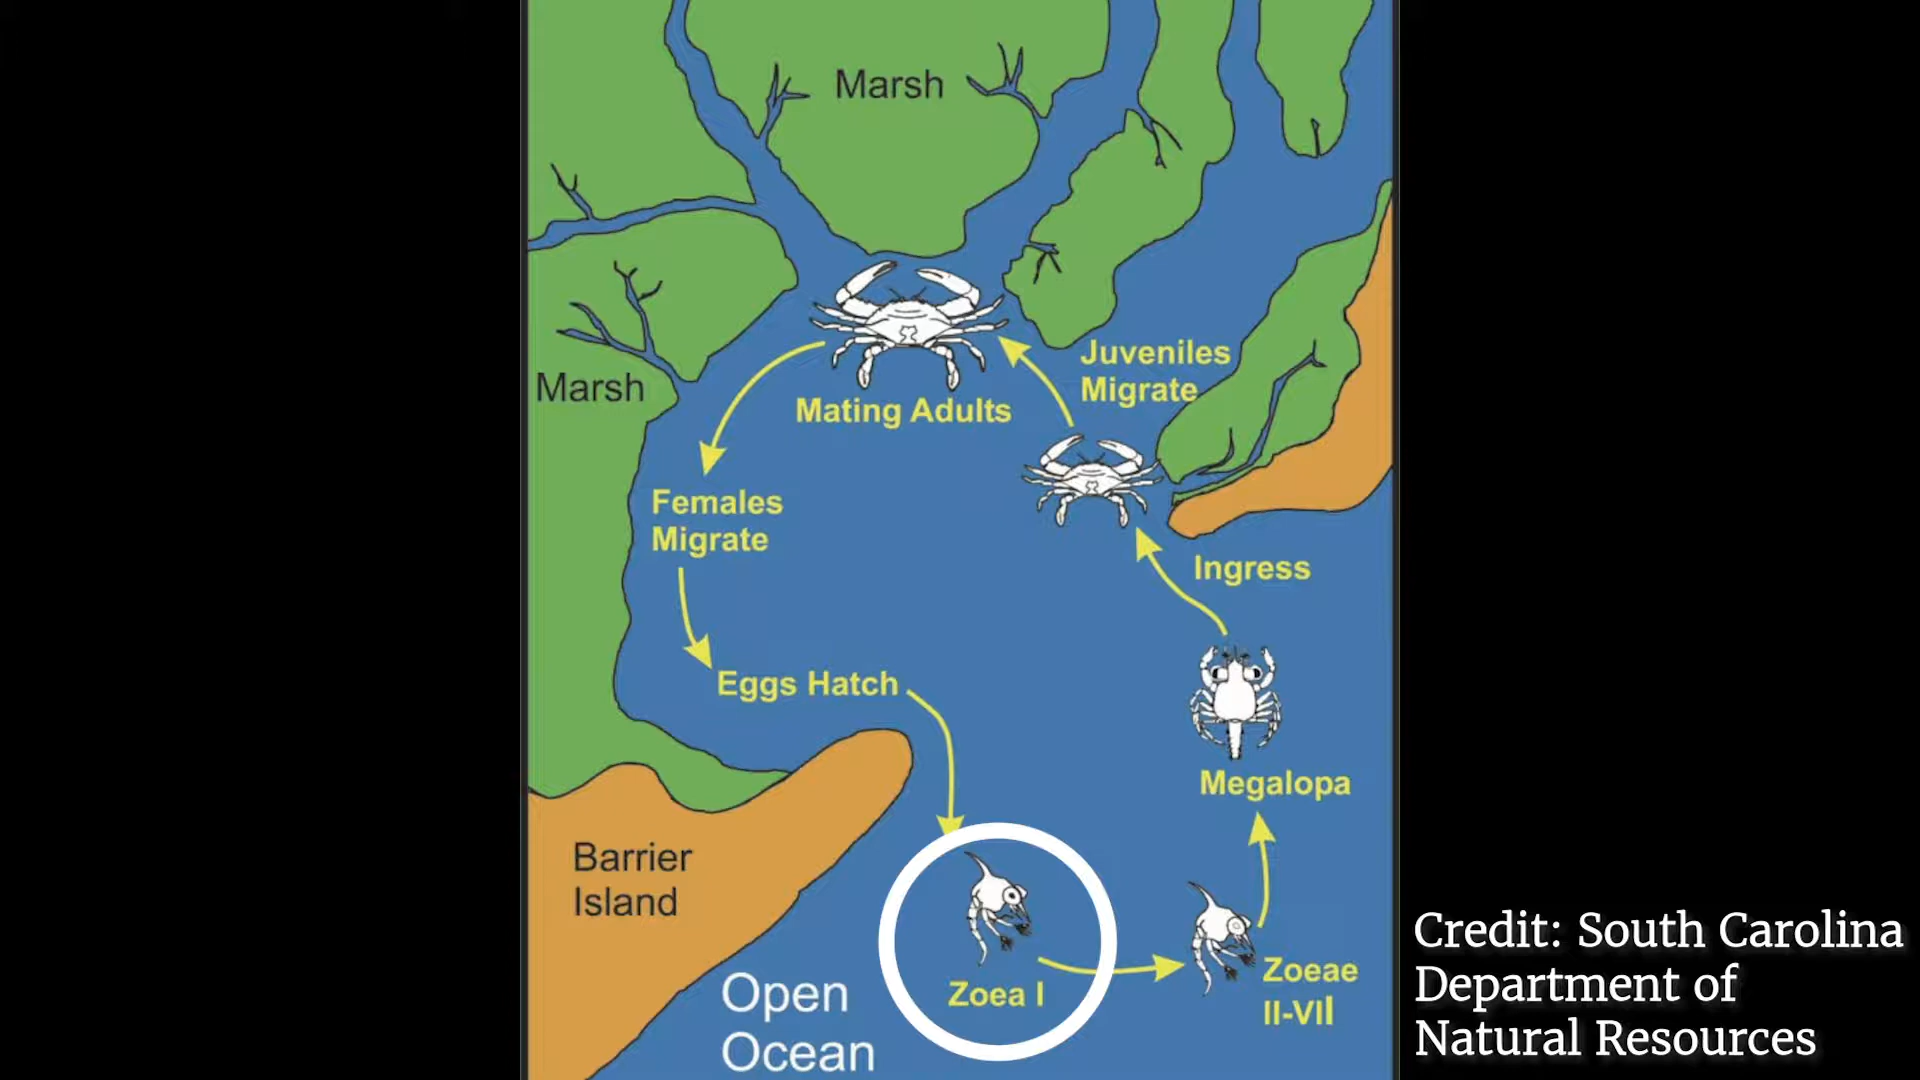 Marsh
Marsh
Juveniles
Migrate
Mating Adults
Females
Migrate
Ingress
Eggs Hatch
Megalopa
Barrier
Island
Zoea I
Zoeae
II-VII
Open
Ocean
Credit: South Carolina
Department of
Natural Resources